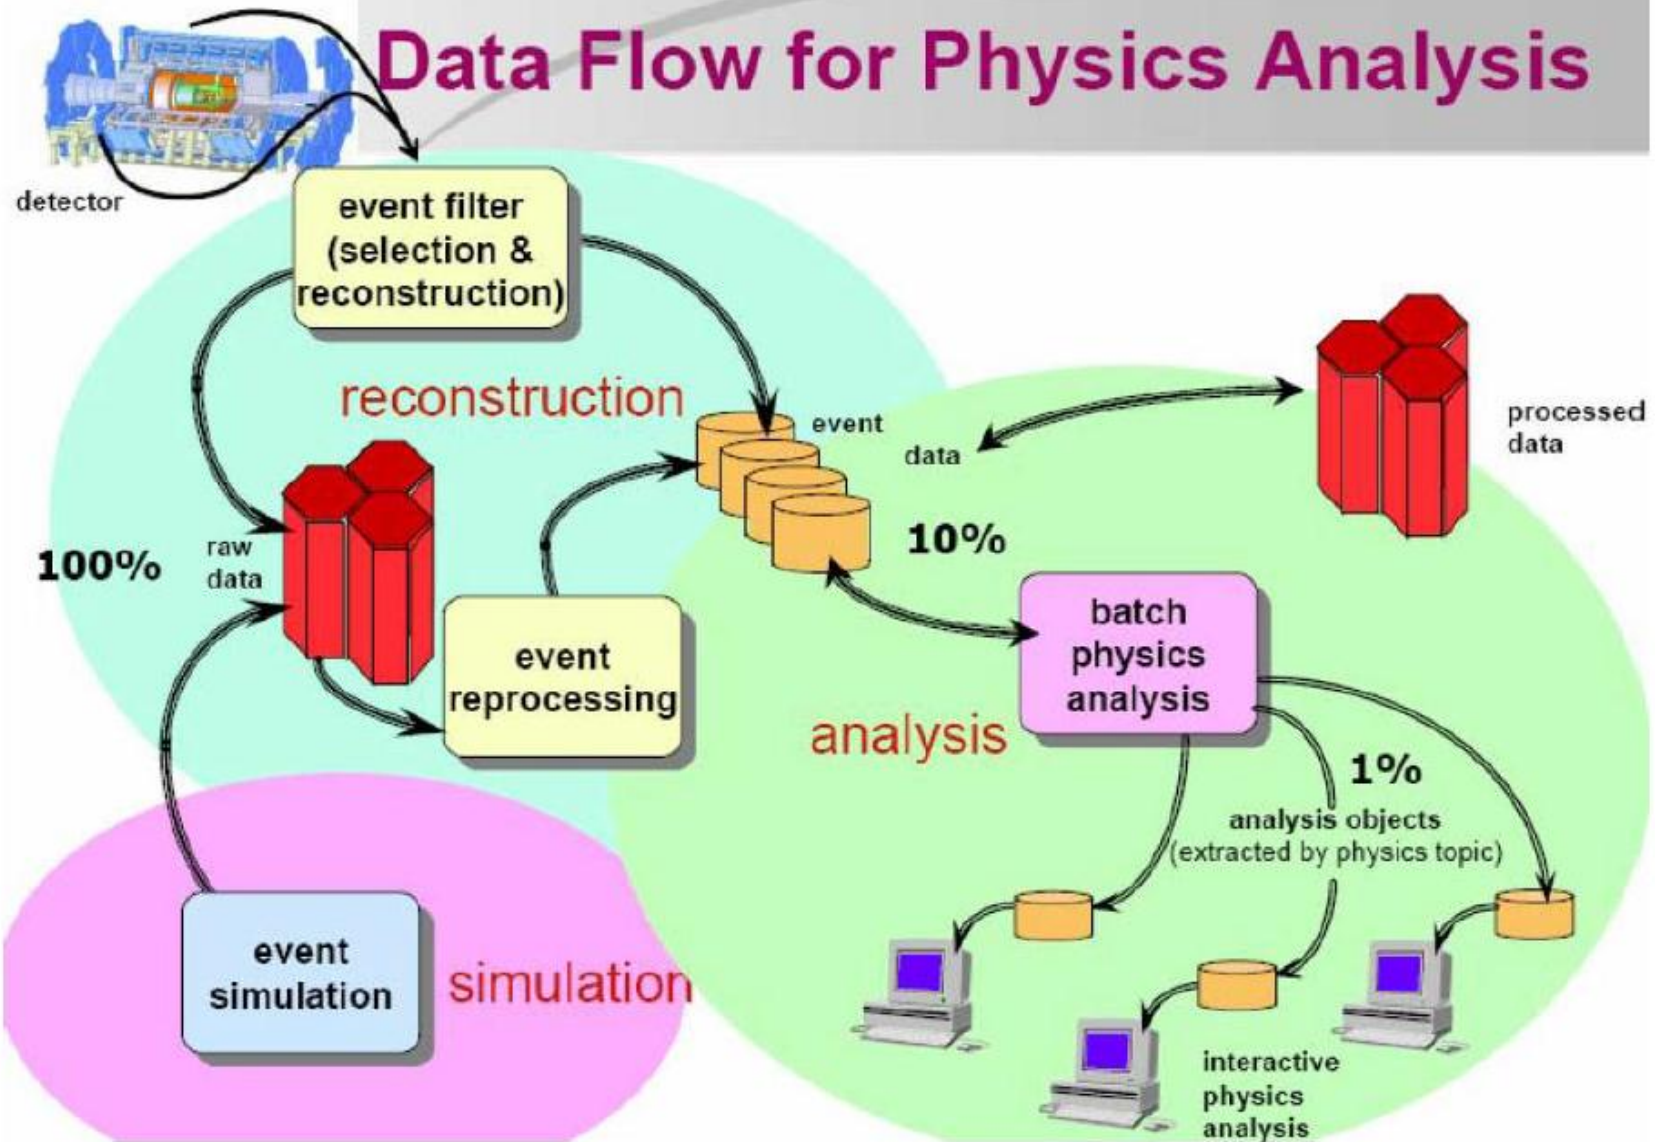 Data Flow for Physics Analysis
detector
event filter
(selection &
reconstruction)
reconstruction
event
data
processed
data
100%
raw
data
10%
event
reprocessing
batch
physics
analysis
analysis
1%
analysis objects
(extracted by physics topic)
event
simulation
simulation
interactive
physics
analysis